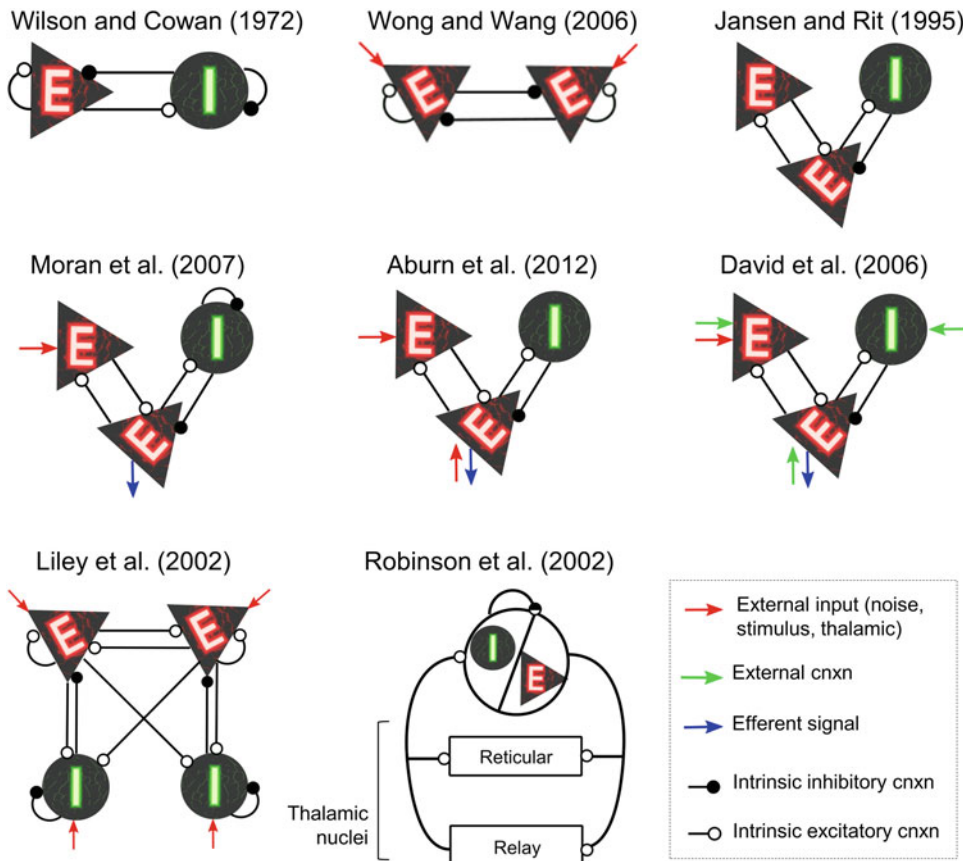 Wilson and Cowan (1972)
Wong and Wang (2006)
Jansen and Rit (1995)
E
I
E
E
E
I
E
Moran et al. (2007)
Aburn et al. (2012)
David et al. (2006)
E
I
E
E
I
E
E
I
E
Liley et al. (2002)
Robinson et al. (2002)
E
E
I
I
I
E
Reticular
Thalamic
nuclei
Relay
External input (noise,
stimulus, thalamic)
External cnxn
Efferent signal
Intrinsic inhibitory cnxn
Intrinsic excitatory cnxn